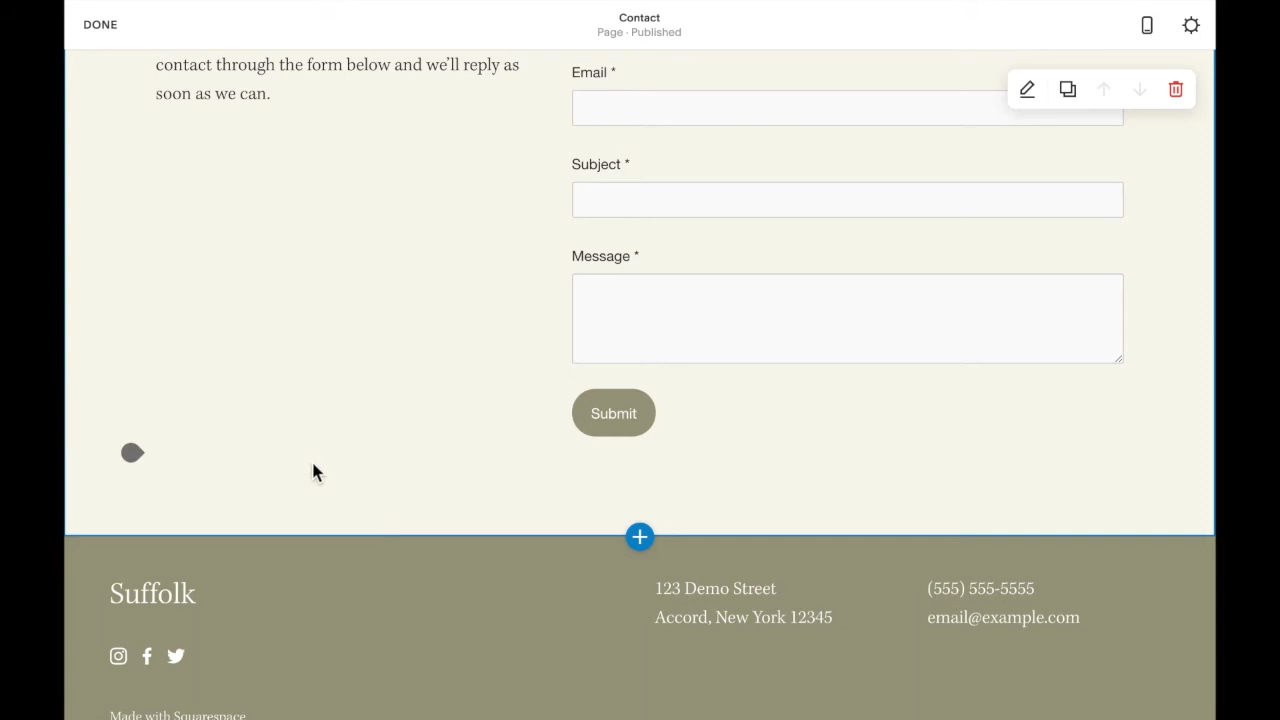 DONE
Contact
Page · Published
contact through the form below and we’ll reply as
soon as we can.
Email *
Subject *
Message *
Submit
Suffolk
123 Demo Street
Accord, New York 12345
(555) 555-5555
email@example.com
Made with Squarespace